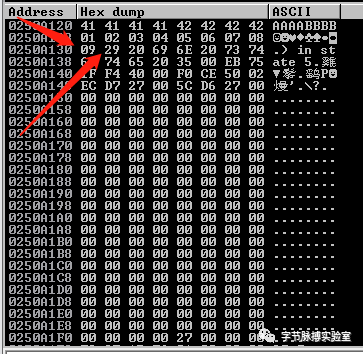 Address Hex dump ASCII
0250A120 41 41 41 41 42 42 42 42 AAAABBBB
01 02 03 04 05 06 07 08
0250A130 09 29 20 69 6E 20 73 74 .) in st
0250A138 74 65 20 35 00 EB 75 ate 5.
FF F4 40 00 F0 CE 50 02
EC D7 27 00 5C D6 27 00
0250A150 00 00 00 00 00 00 00 00 ........
0250A158 00 00 00 00 00 00 00 00 ........
0250A160 00 00 00 00 00 00 00 00 ........
0250A168 00 00 00 00 00 00 00 00 ........
0250A170 00 00 00 00 00 00 00 00 ........
0250A178 00 00 00 00 00 00 00 00 ........
0250A180 00 00 00 00 00 00 00 00 ........
0250A188 00 00 00 00 00 00 00 00 ........
0250A190 00 00 00 00 00 00 00 00 ........
0250A198 00 00 00 00 00 00 00 00 ........
0250A1A0 00 00 00 00 00 00 00 00 ........
0250A1A8 00 00 00 00 00 00 00 00 ........
0250A1B0 00 00 00 00 00 00 00 00 ........
0250A1B8 00 00 00 00 00 00 00 00 ........
0250A1C0 00 00 00 00 00 00 00 00 ........
0250A1C8 00 00 00 00 00 00 00 00 ........
0250A1D0 00 00 00 00 00 00 00 00 ........
0250A1D8 00 00 00 00 00 00 00 00 ........
0250A1E0 00 00 00 00 00 00 00 00 ........
0250A1E8 00 00 00 00 00 00 00 00 ........
0250A1F0 00 00 00 00 00 27 00 00
字节脉搏实验室